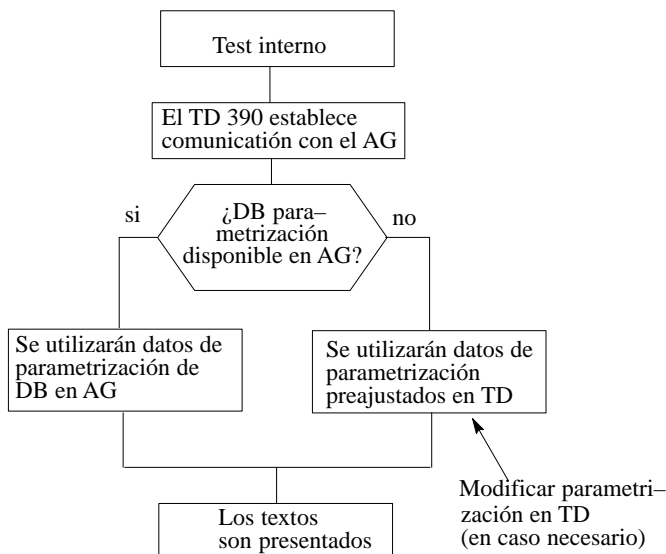 Test interno
El TD 390 establece
comunicatión con el AG
¿DB para–
metrización
disponible en AG?
si
no
Se utilizarán datos de
parametrización de
DB en AG
Se utilizarán datos de
parametrización
preajustados en TD
Modificar parametri–
zación en TD
(en caso necesario)
Los textos
son presentados